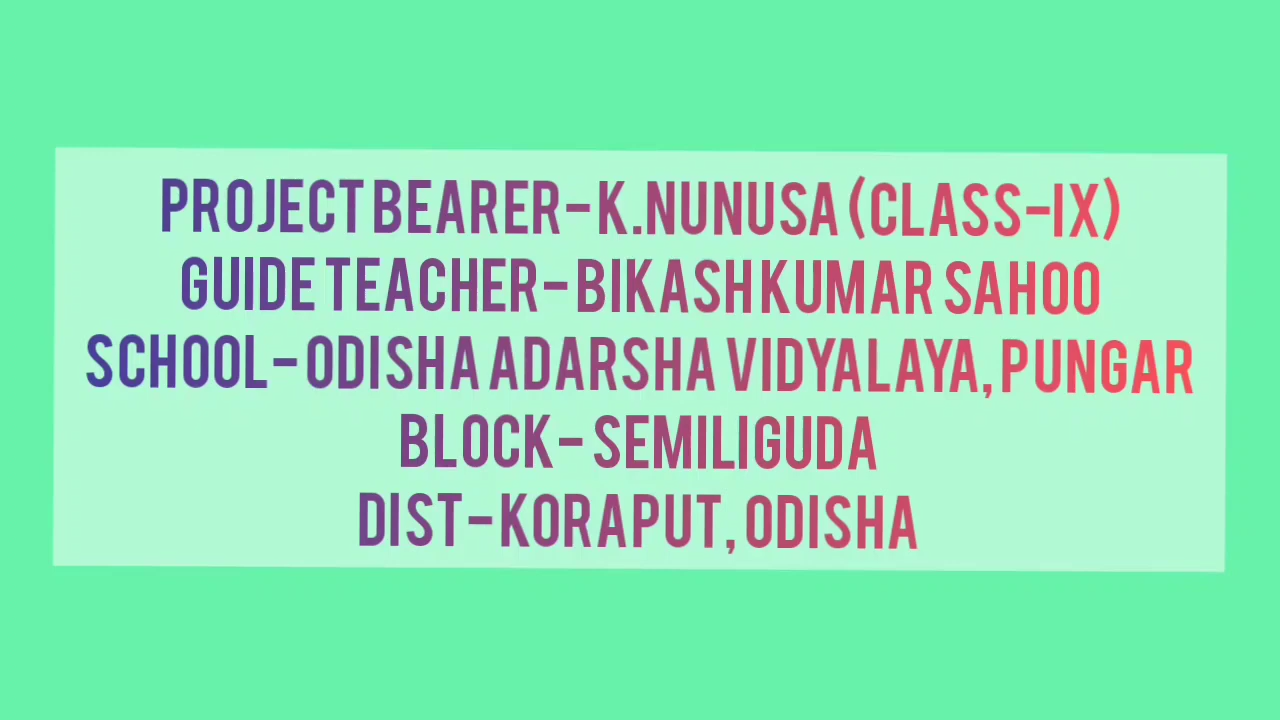 PROJECT BEARER-K.NUNUSA (CLASS-IX)
GUIDE TEACHER-BIKASH KUMAR SAHOO
SCHOOL-ODISHA ADARSHA VIDYALAYA, PUNGAR
BLOCK-SEMILIGUDA
DIST-KORAPUT, ODISHA